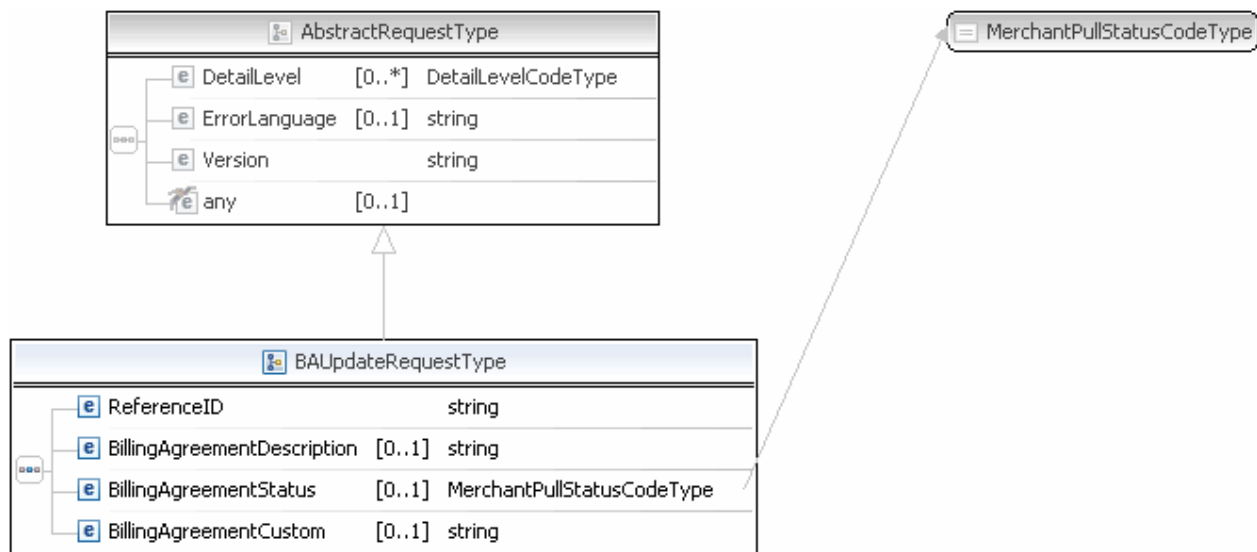 AbstractRequestType
MerchantPullStatusCodeType
e DetailLevel [0..*] DetailLevelCodeType
e ErrorLanguage [0..1] string
e Version string
e any [0..1]
BAUpdateRequestType
e ReferenceID string
e BillingAgreementDescription [0..1] string
e BillingAgreementStatus [0..1] MerchantPullStatusCodeType
e BillingAgreementCustom [0..1] string